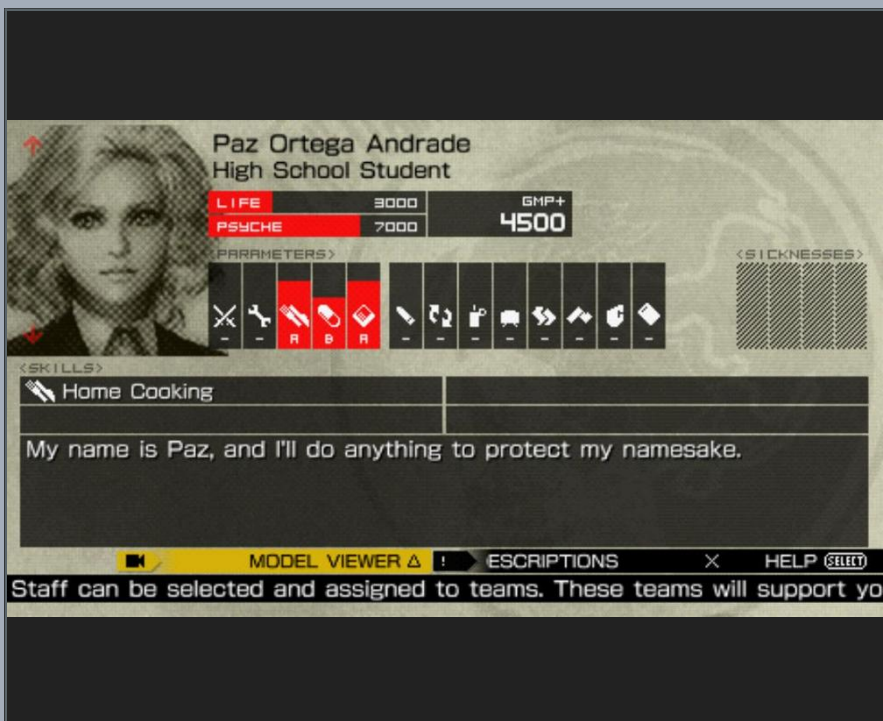 Paz Ortega Andrade
High School Student
LIFE 3000
PSYCHE 7000
GMP+
4500
<PARAMETERS>
<SICKNESSES>
- - A B A - - - - - - - -
<SKILLS>
Home Cooking
My name is Paz, and I'll do anything to protect my namesake.
MODEL VIEWER △ ! ESCRIPTIONS X HELP SELECT
Staff can be selected and assigned to teams. These teams will support yo